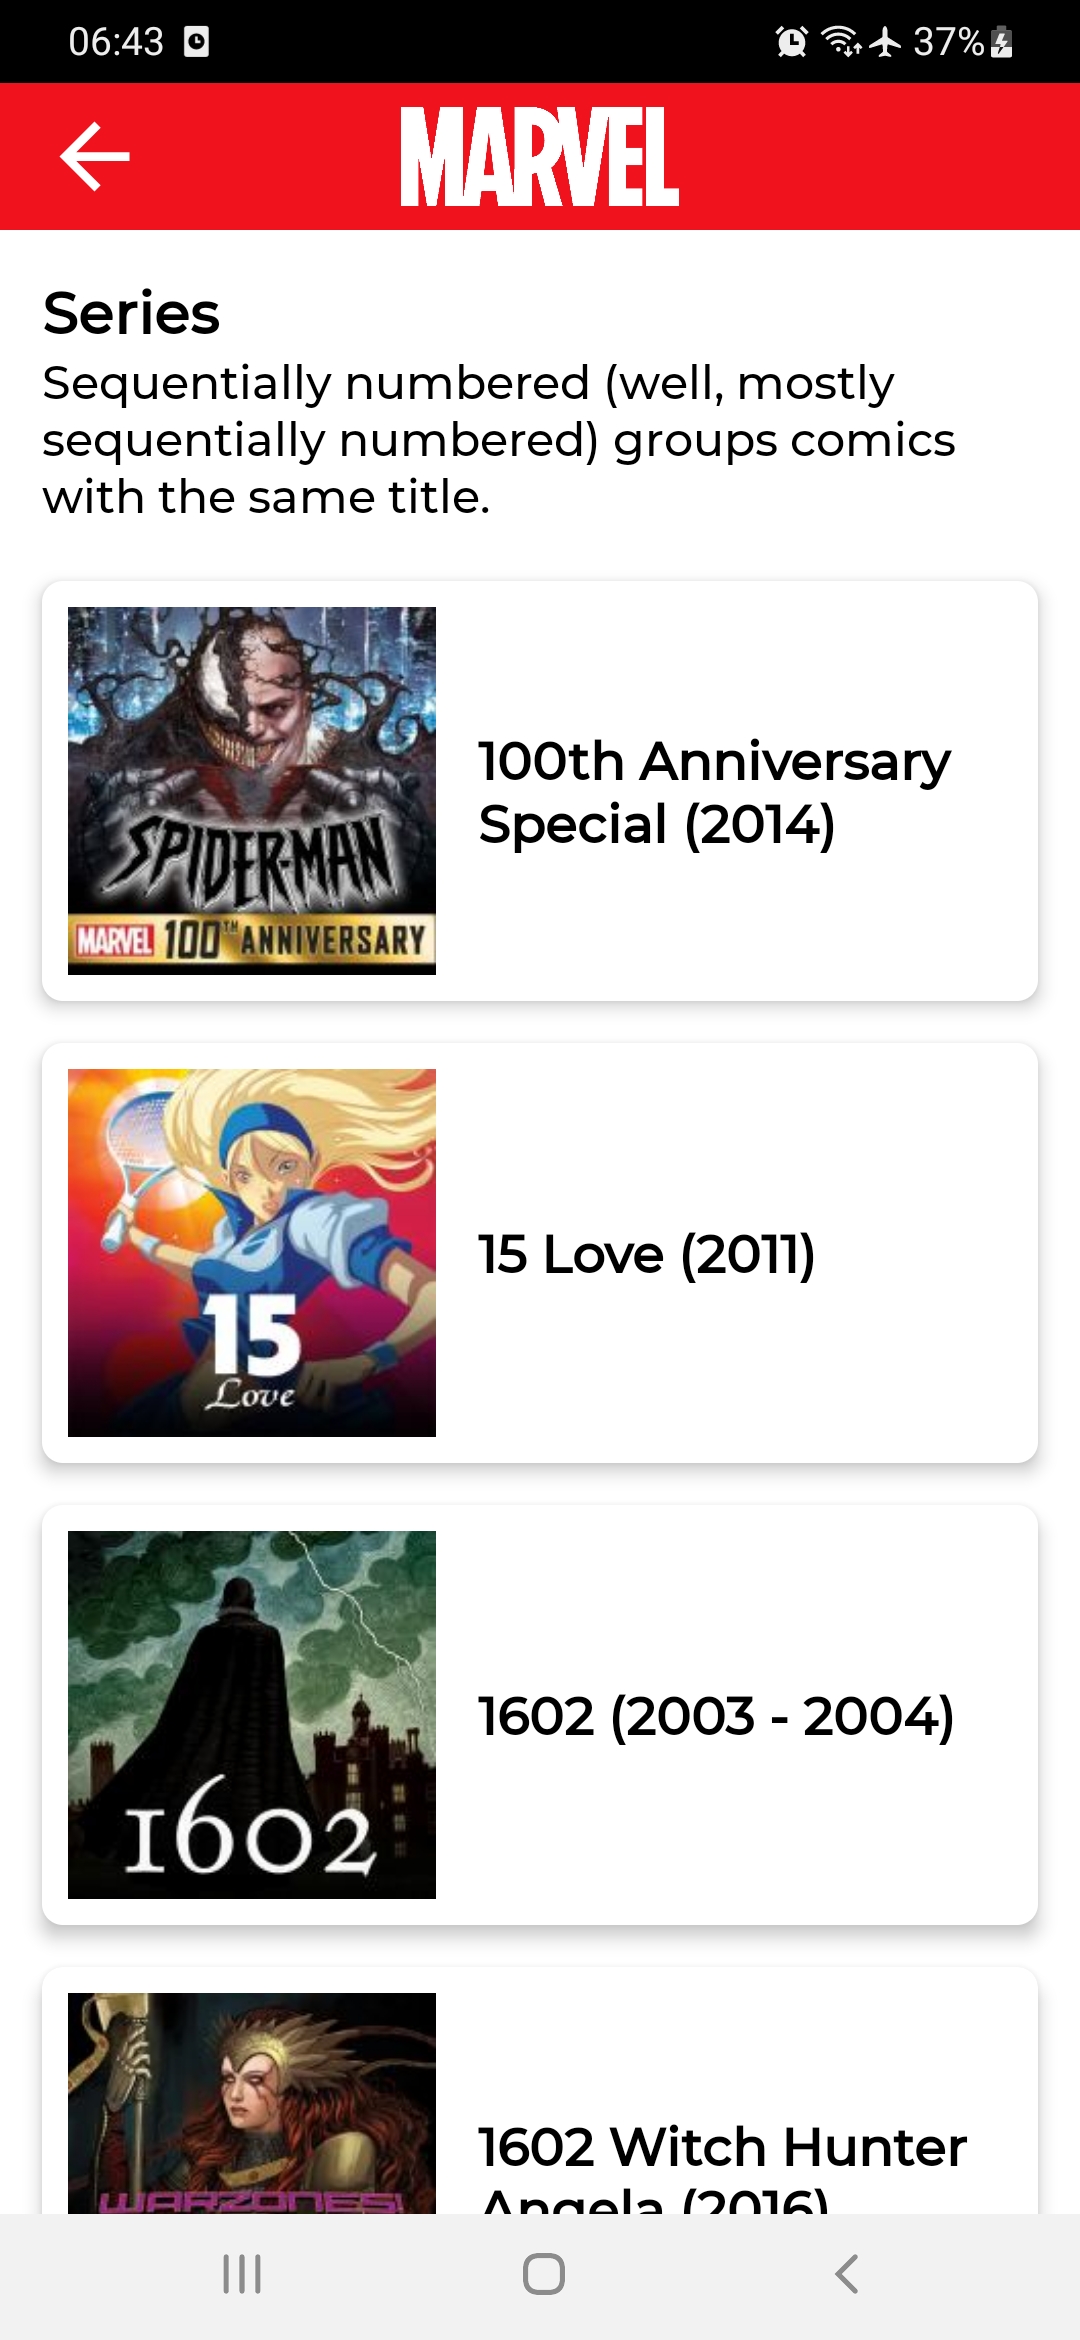 06:43
37%
MARVEL
Series
Sequentially numbered (well, mostly
sequentially numbered) groups comics
with the same title.
SPIDER-MAN
MARVEL 100TH ANNIVERSARY
100th Anniversary
Special (2014)
15
Love
15 Love (2011)
1602
1602 (2003 - 2004)
WARZONES!
1602 Witch Hunter
Angela (2016)